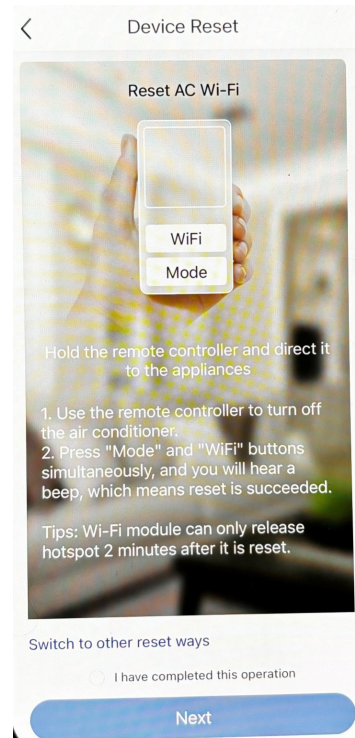 Device Reset
Reset AC Wi-Fi
WiFi
Mode
Hold the remote controller and direct it
to the appliances
1. Use the remote controller to turn off
the air conditioner.
2. Press "Mode" and "WiFi" buttons
simultaneously, and you will hear a
beep, which means reset is succeeded.
Tips: Wi-Fi module can only release
hotspot 2 minutes after it is reset.
Switch to other reset ways
I have completed this operation
Next